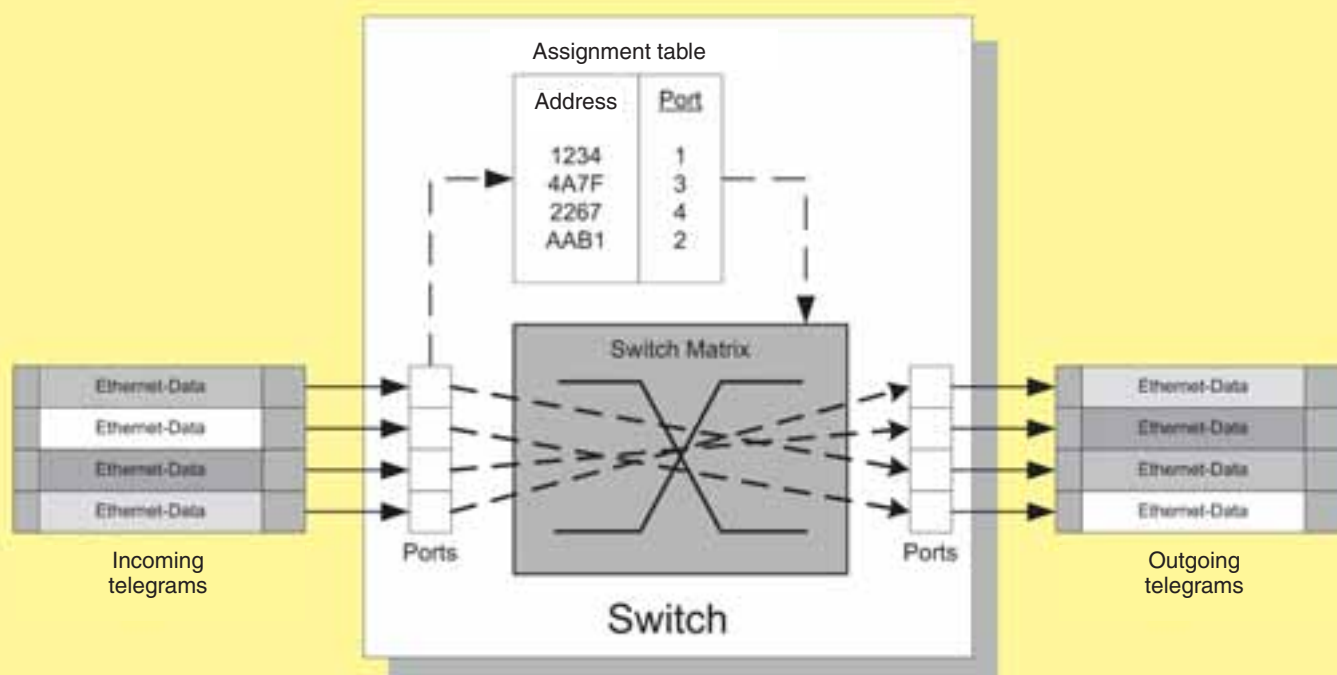 Assignment table
Address Port
1234 1
4A7F 3
2267 4
AAB1 2
Switch Matrix
Ethernet-Data
Ethernet-Data
Ethernet-Data
Ethernet-Data
Incoming
telegrams
Ports
Ports
Ethernet-Data
Ethernet-Data
Ethernet-Data
Ethernet-Data
Outgoing
telegrams
Switch